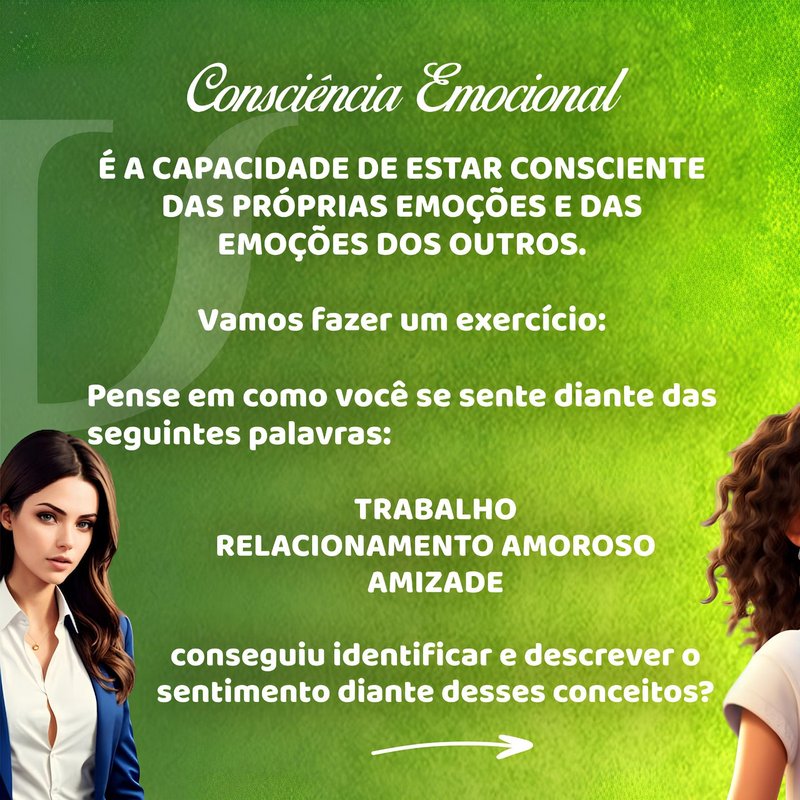 Consciência Emocional
É A CAPACIDADE DE ESTAR CONSCIENTE
DAS PRÓPRIAS EMOÇÕES E DAS
EMOÇÕES DOS OUTROS.
Vamos fazer um exercício:
Pense em como você se sente diante das
seguintes palavras:
TRABALHO
RELACIONAMENTO AMOROSO
AMIZADE
conseguiu identificar e descrever o
sentimento diante desses conceitos?